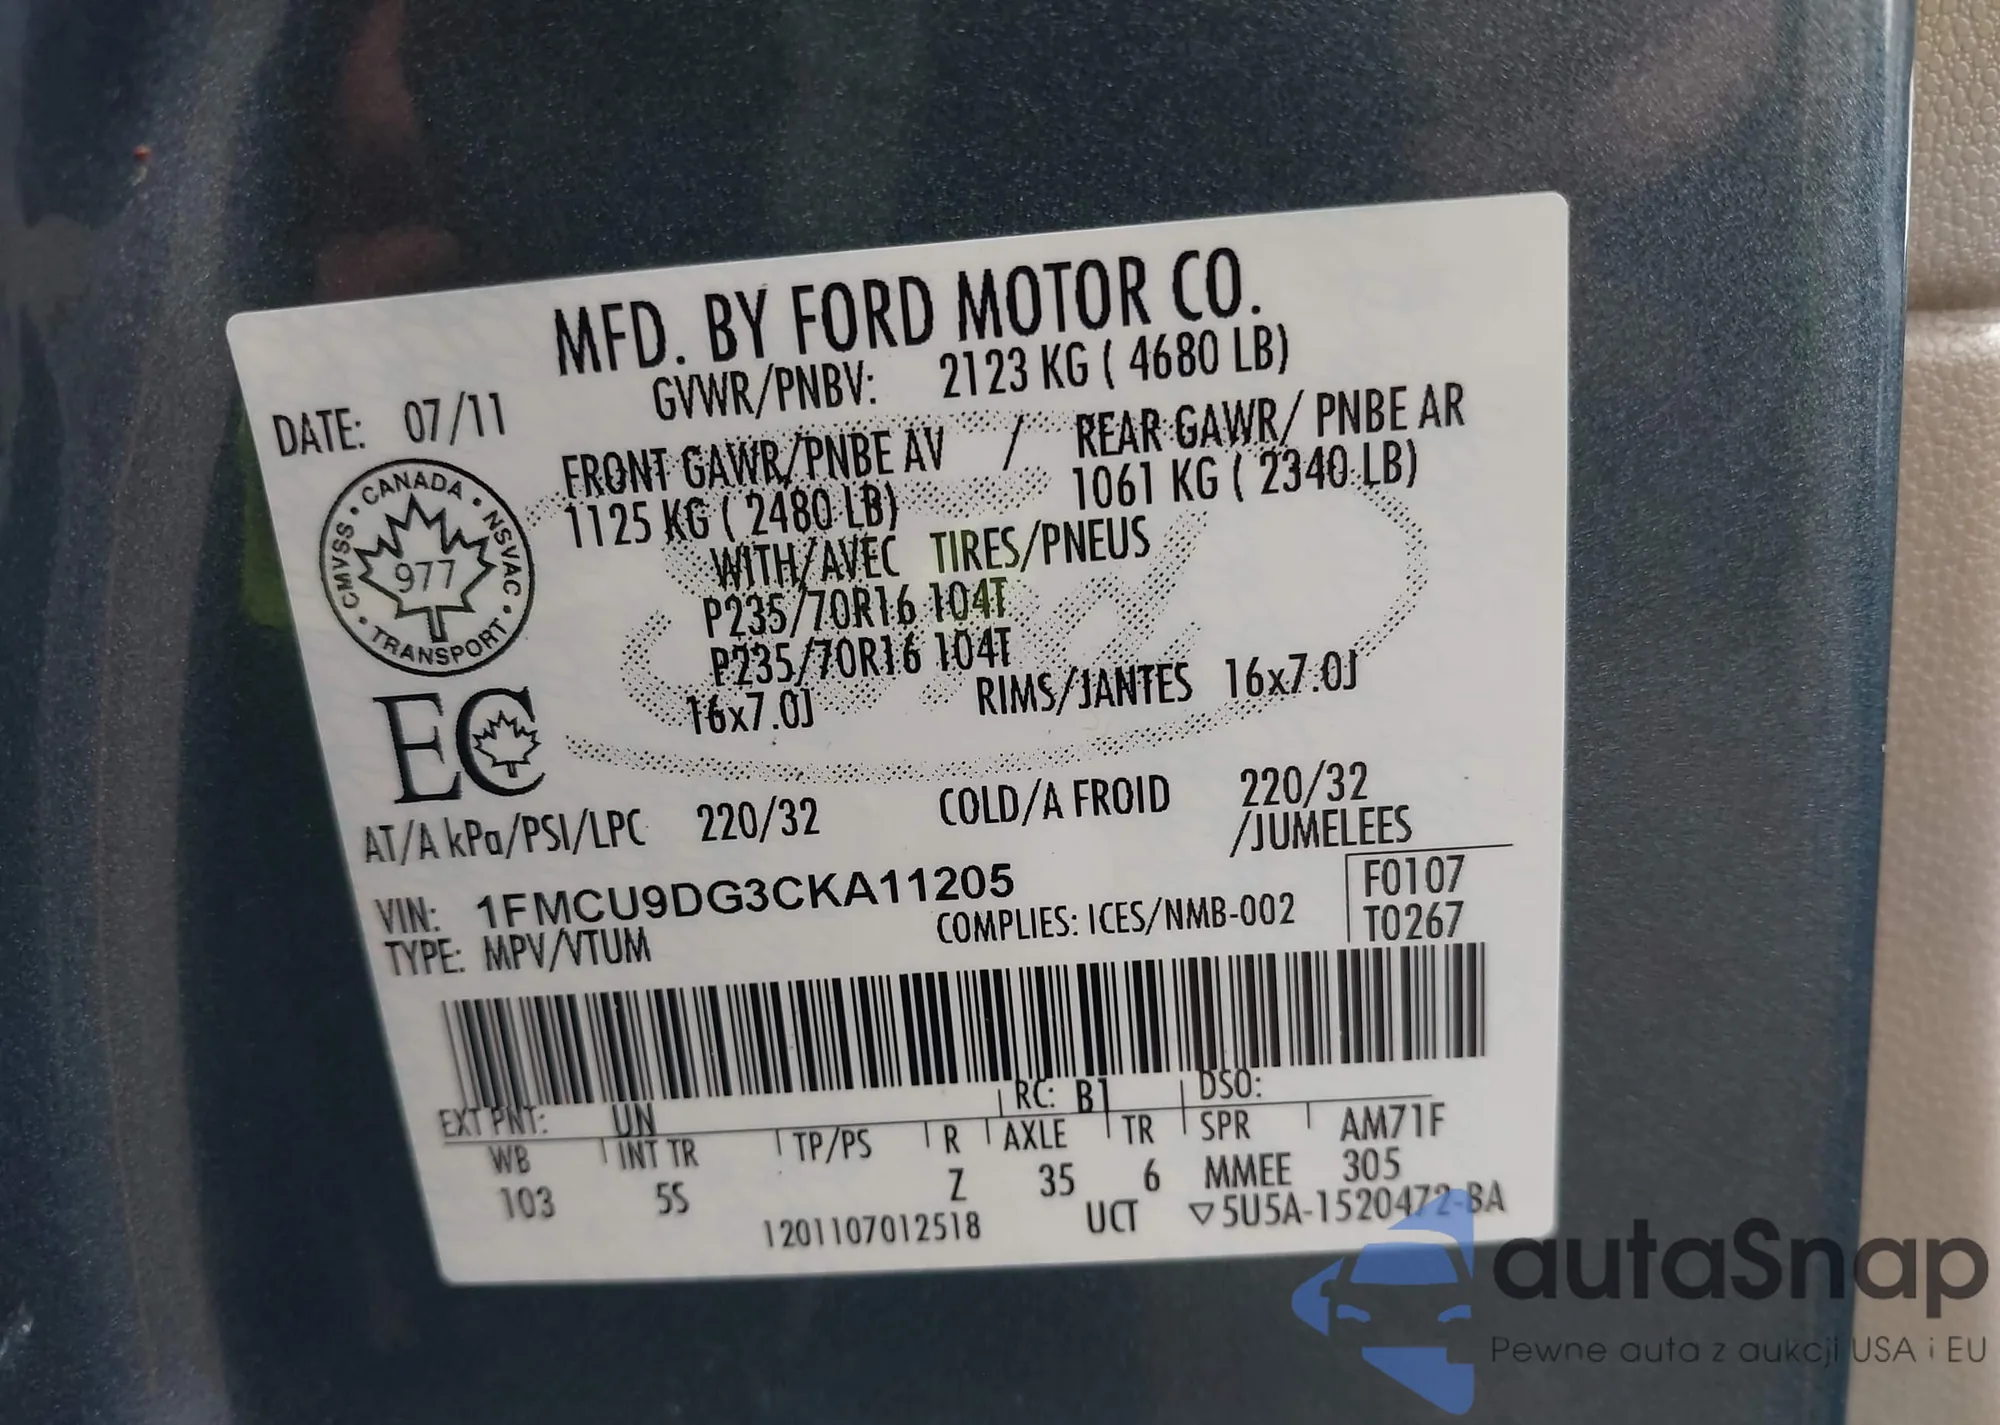 MFD. BY FORD MOTOR CO.
DATE: 07/11
GVWR/PNBV: 2123 KG ( 4680 LB)
FRONT GAWR/PNBE AV / REAR GAWR/ PNBE AR
1125 KG ( 2480 LB) 1061 KG ( 2340 LB)
WITH/AVEC TIRES/PNEUS
P235/70R16 104T
P235/70R16 104T
16x7.0J RIMS/JANTES 16x7.0J
CANADA • NSVAC • TRANSPORT • CMVSS •
977
EC
AT/A kPa/PSI/LPC 220/32 COLD/A FROID 220/32
/JUMELEES
VIN: 1FMCU9DG3CKA11205
F0107
TYPE: MPV/VTUM COMPLIES: ICES/NMB-002
T0267
EXT PNT: UN RC: B1 DSO:
WB INT TR TP/PS R AXLE TR SPR AM71F
103 5S Z 35 6 MMEE 305
1201107012518 UCT ▽5U5A-1520472-BA
autaSnap
Pewne auta z aukcji USA i EU